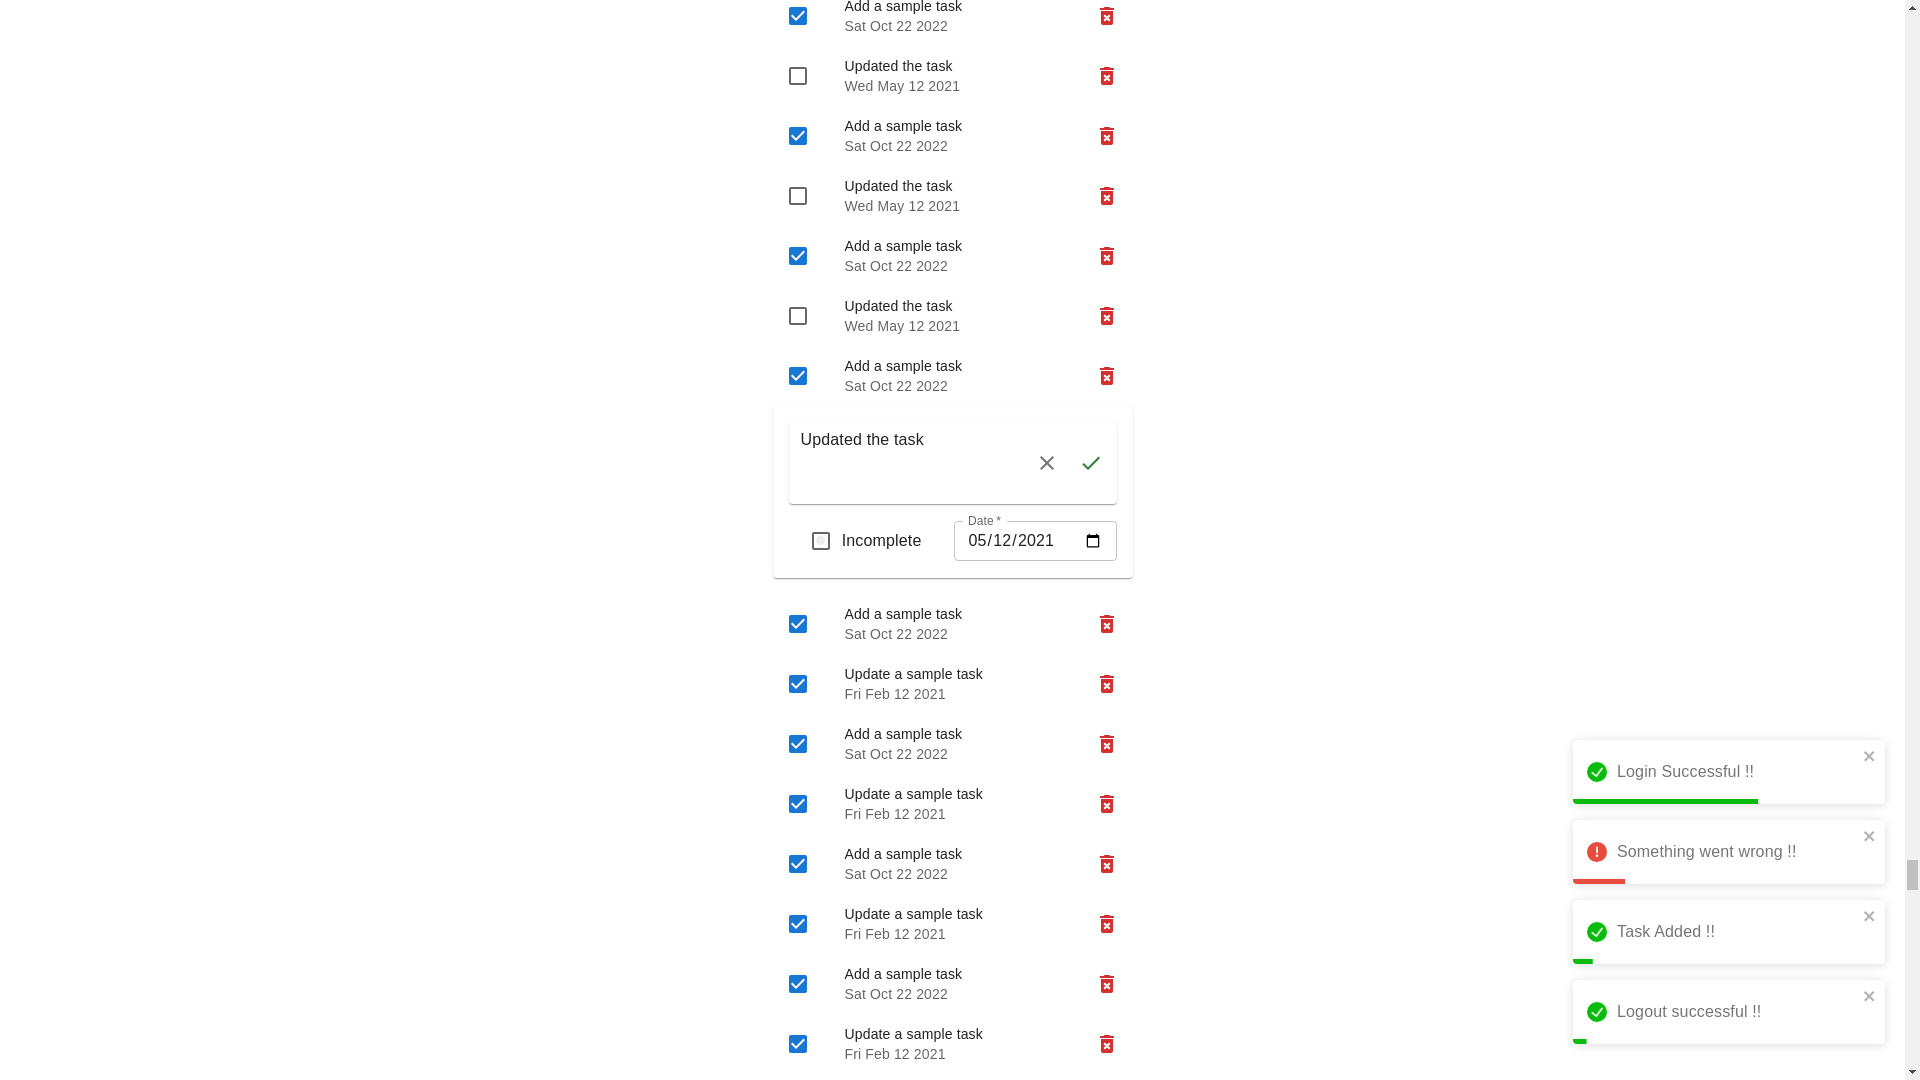 Add a sample task
Sat Oct 22 2022
Updated the task
Wed May 12 2021
Add a sample task
Sat Oct 22 2022
Updated the task
Wed May 12 2021
Add a sample task
Sat Oct 22 2022
Updated the task
Wed May 12 2021
Add a sample task
Sat Oct 22 2022
Updated the task
Incomplete
Date *
05/12/2021
Add a sample task
Sat Oct 22 2022
Update a sample task
Fri Feb 12 2021
Add a sample task
Sat Oct 22 2022
Update a sample task
Fri Feb 12 2021
Add a sample task
Sat Oct 22 2022
Update a sample task
Fri Feb 12 2021
Add a sample task
Sat Oct 22 2022
Update a sample task
Fri Feb 12 2021
Login Successful !!
Something went wrong !!
Task Added !!
Logout successful !!